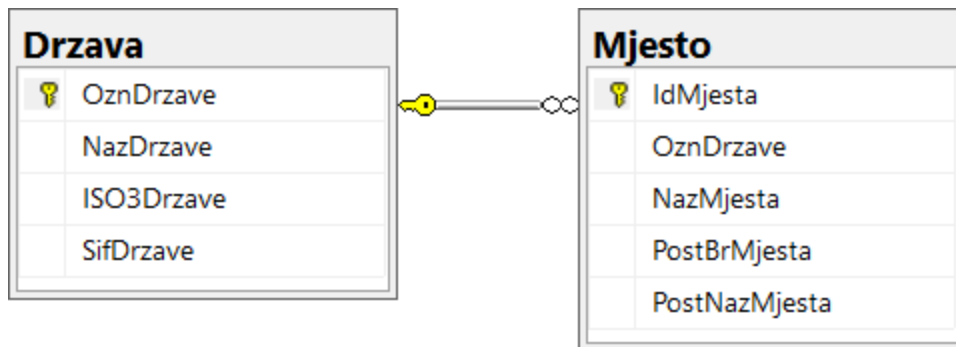 Drzava
OznDrzave
NazDrzave
ISO3Drzave
SifDrzave
Mjesto
IdMjesta
OznDrzave
NazMjesta
PostBrMjesta
PostNazMjesta